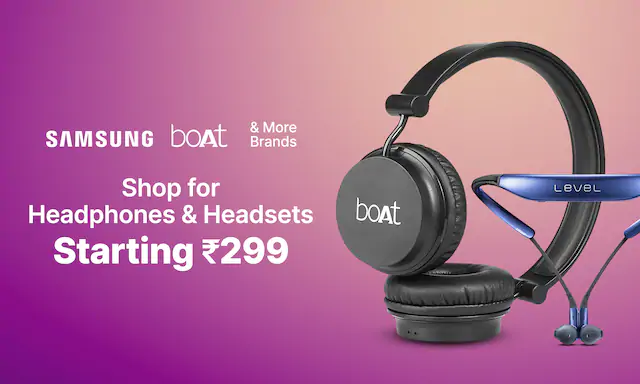 SAMSUNG boAt & More
Brands
Shop for
Headphones & Headsets
Starting ₹299
boAt
LEVEL